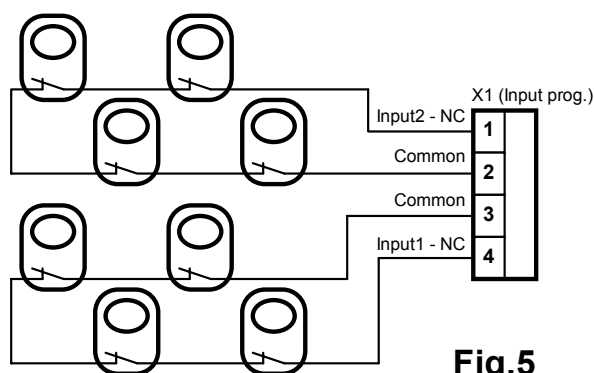 X1 (Input prog.)
Input2 - NC
1
Common
2
Common
3
Input1 - NC
4
Fig.5